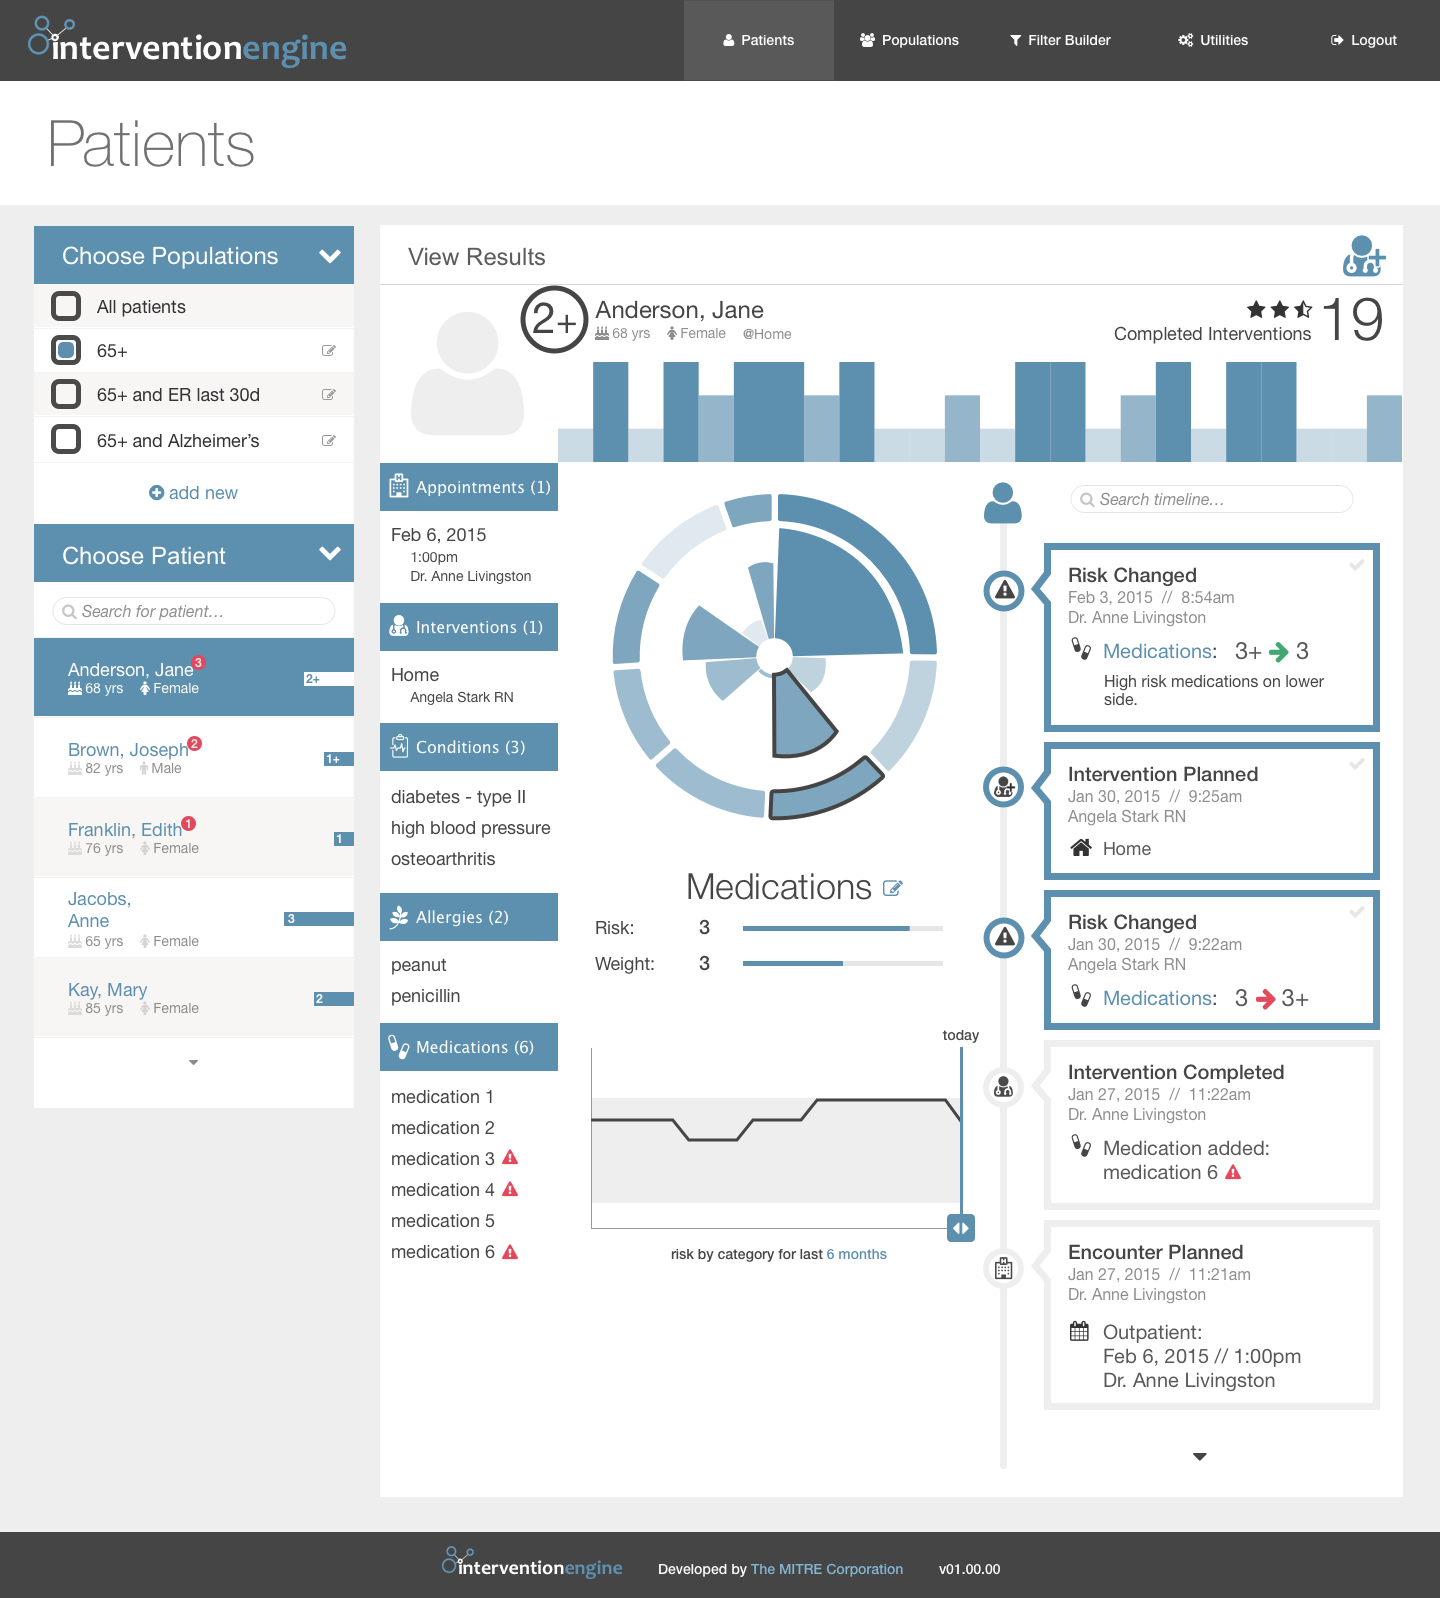 interventionengine
Patients
Populations
Filter Builder
Utilities
Logout
Patients
Choose Populations
All patients
65+
65+ and ER last 30d
65+ and Alzheimer’s
add new
Choose Patient
Search for patient...
Anderson, Jane 3
68 yrs Female
2+
Brown, Joseph 2
82 yrs Male
1+
Franklin, Edith 1
76 yrs Female
1
Jacobs,
Anne
65 yrs Female
3
Kay, Mary
85 yrs Female
2
View Results
2+
Anderson, Jane
68 yrs Female @Home
Completed Interventions
19
Appointments (1)
Feb 6, 2015
1:00pm
Dr. Anne Livingston
Interventions (1)
Home
Angela Stark RN
Conditions (3)
diabetes - type II
high blood pressure
osteoarthritis
Allergies (2)
peanut
penicillin
Medications (6)
medication 1
medication 2
medication 3
medication 4
medication 5
medication 6
Medications
Risk: 3
Weight: 3
today
risk by category for last 6 months
Search timeline...
Risk Changed
Feb 3, 2015 // 8:54am
Dr. Anne Livingston
Medications: 3+ 3
High risk medications on lower
side.
Intervention Planned
Jan 30, 2015 // 9:25am
Angela Stark RN
Home
Risk Changed
Jan 30, 2015 // 9:22am
Angela Stark RN
Medications: 3 3+
Intervention Completed
Jan 27, 2015 // 11:22am
Dr. Anne Livingston
Medication added:
medication 6
Encounter Planned
Jan 27, 2015 // 11:21am
Dr. Anne Livingston
Outpatient:
Feb 6, 2015 // 1:00pm
Dr. Anne Livingston
interventionengine
Developed by The MITRE Corporation
v01.00.00